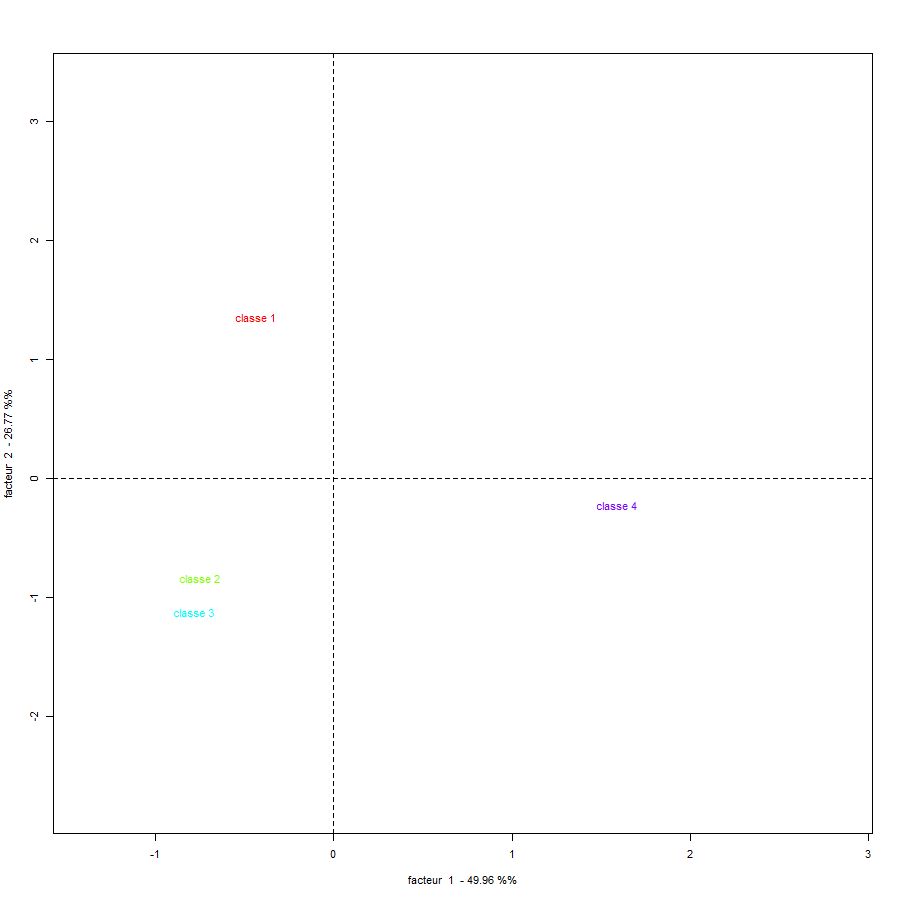 3
2
classe 1
1
facteur 2 - 26.77 %%
0
classe 4
classe 2
-1
classe 3
-2
-1 0 1 2 3
facteur 1 - 49.96 %%